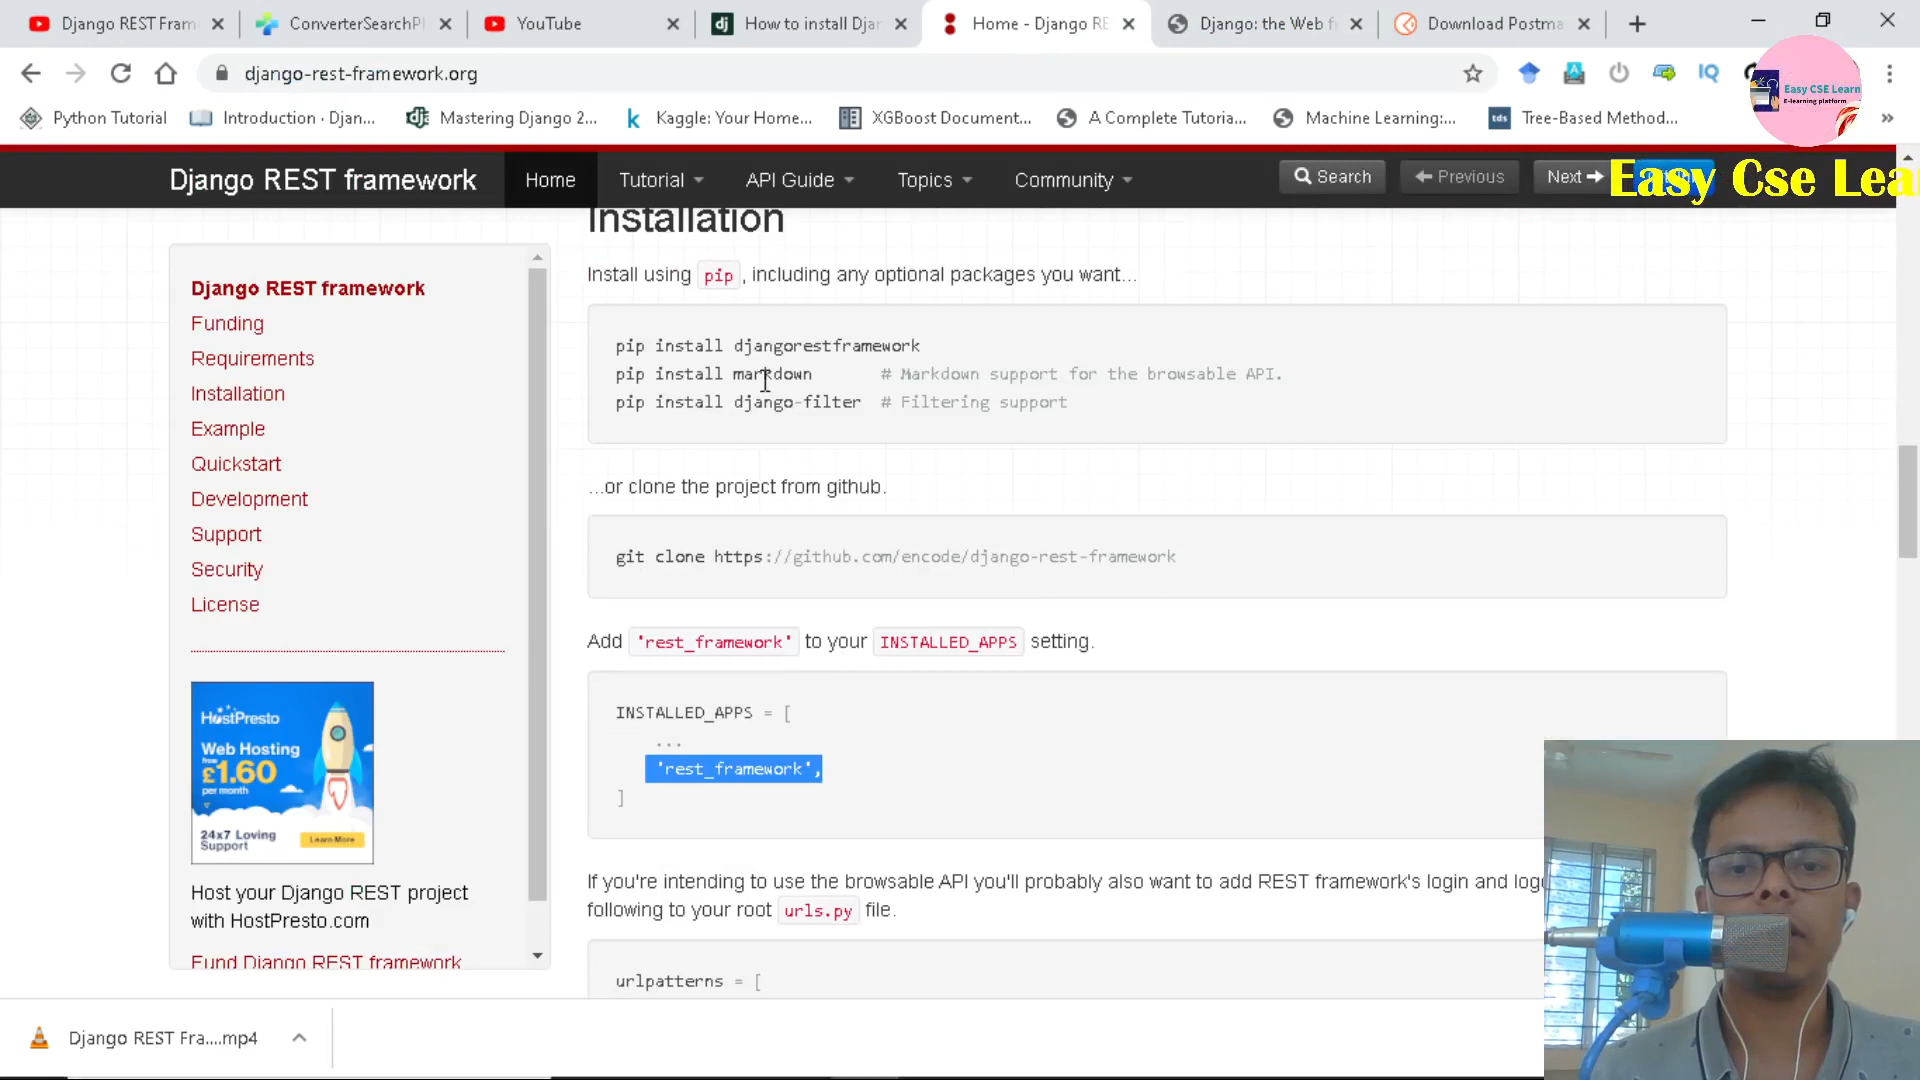 Django REST Fram
ConverterSearchPl
YouTube
How to install Djan
Home - Django RE
Django: the Web f
Download Postma
django-rest-framework.org
IQ
Python Tutorial
Introduction · Djan...
Mastering Django 2...
Kaggle: Your Home...
XGBoost Document...
A Complete Tutoria...
Machine Learning:...
tds
Tree-Based Method...
»
Easy CSE Learn
E-learning platform
Django REST framework
Home
Tutorial
API Guide
Topics
Community
Search
Previous
Next
Easy Cse Lea
Django REST framework
Funding
Requirements
Installation
Example
Quickstart
Development
Support
Security
License
HostPresto
Web Hosting
from
£1.60
per month
24x7 Loving
Support
Learn More
Host your Django REST project
with HostPresto.com
Fund Django REST framework
Installation
Install using pip, including any optional packages you want...
pip install djangorestframework
pip install markdown       # Markdown support for the browsable API.
pip install django-filter  # Filtering support
...or clone the project from github.
git clone https://github.com/encode/django-rest-framework
Add 'rest_framework' to your INSTALLED_APPS setting.
INSTALLED_APPS = [
...
'rest_framework',
]
If you're intending to use the browsable API you'll probably also want to add REST framework's login and log
following to your root urls.py file.
urlpatterns = [
Django REST Fra....mp4